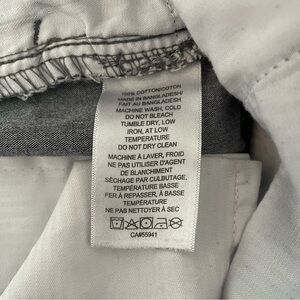 100% COTTON/COTON
MADE IN BANGLADESH/
FAIT AU BANGLADESH
MACHINE WASH, COLD
DO NOT BLEACH
TUMBLE DRY, LOW
IRON, AT LOW
TEMPERATURE
DO NOT DRY CLEAN
MACHINE À LAVER, FROID
NE PAS UTILISER D'AGENT
DE BLANCHIMENT
SÉCHAGE PAR CULBUTAGE,
TEMPÉRATURE BASSE
FER À REPASSER, À BASSE
TEMPÉRATURE
NE PAS NETTOYER À SEC
CA#55941